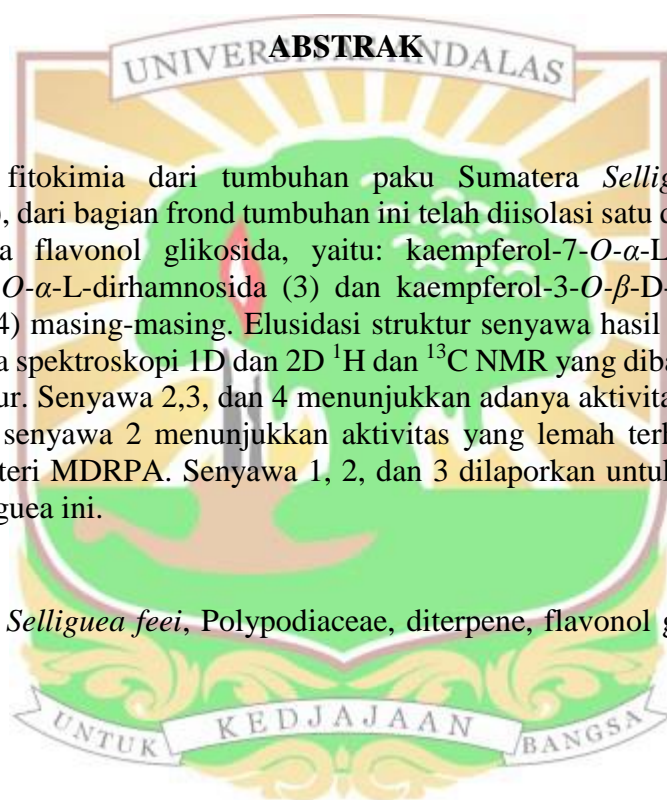 ABSTRAK
UNIVERSITAS ANDALAS
fitokimia dari tumbuhan paku Sumatera Sellig
), dari bagian frond tumbuhan ini telah diisolasi satu d
a flavonol glikosida, yaitu: kaempferol-7-O-α-L
O-α-L-dirhamnosida (3) dan kaempferol-3-O-β-D-
4) masing-masing. Elusidasi struktur senyawa hasil
a spektroskopi 1D dan 2D ¹H dan ¹³C NMR yang diba
ur. Senyawa 2,3, dan 4 menunjukkan adanya aktivita
senyawa 2 menunjukkan aktivitas yang lemah terh
teri MDRPA. Senyawa 1, 2, dan 3 dilaporkan untul
guea ini.
Selliguea feei, Polypodiaceae, diterpene, flavonol g
UNTUK KEDJAJAAN BANGSA